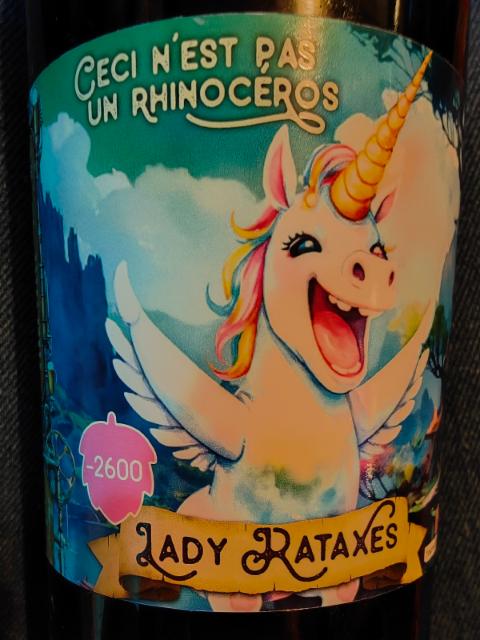 CECI N'EST PAS
UN RHINOCÉROS
-2600
LADY RATAXES